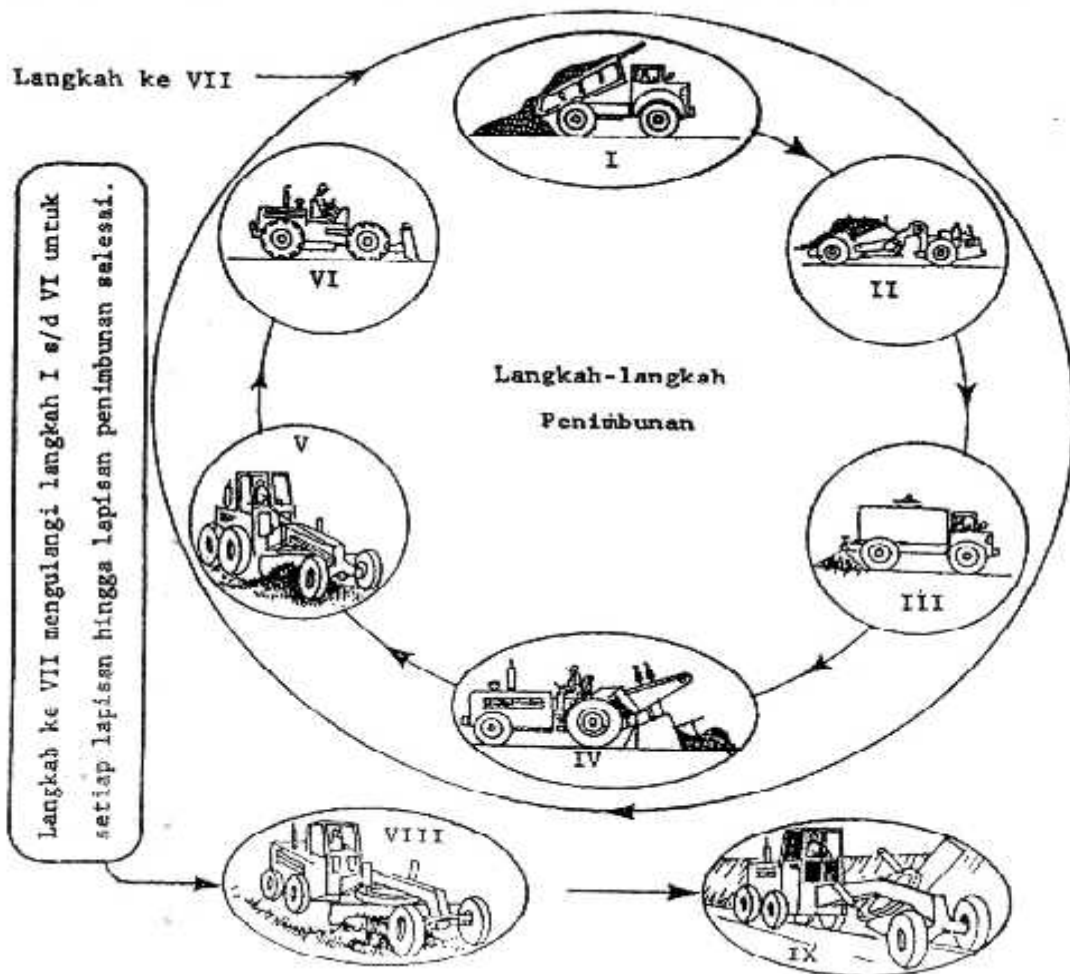 Langkah ke VII
I
II
III
IV
V
VI
Langkah-langkah
Penimbunan
Langkah ke VII mengulangi langkah I s/d VI untuk
setiap lapisan hingga lapisan penimbunan selesai.
VIII
IX